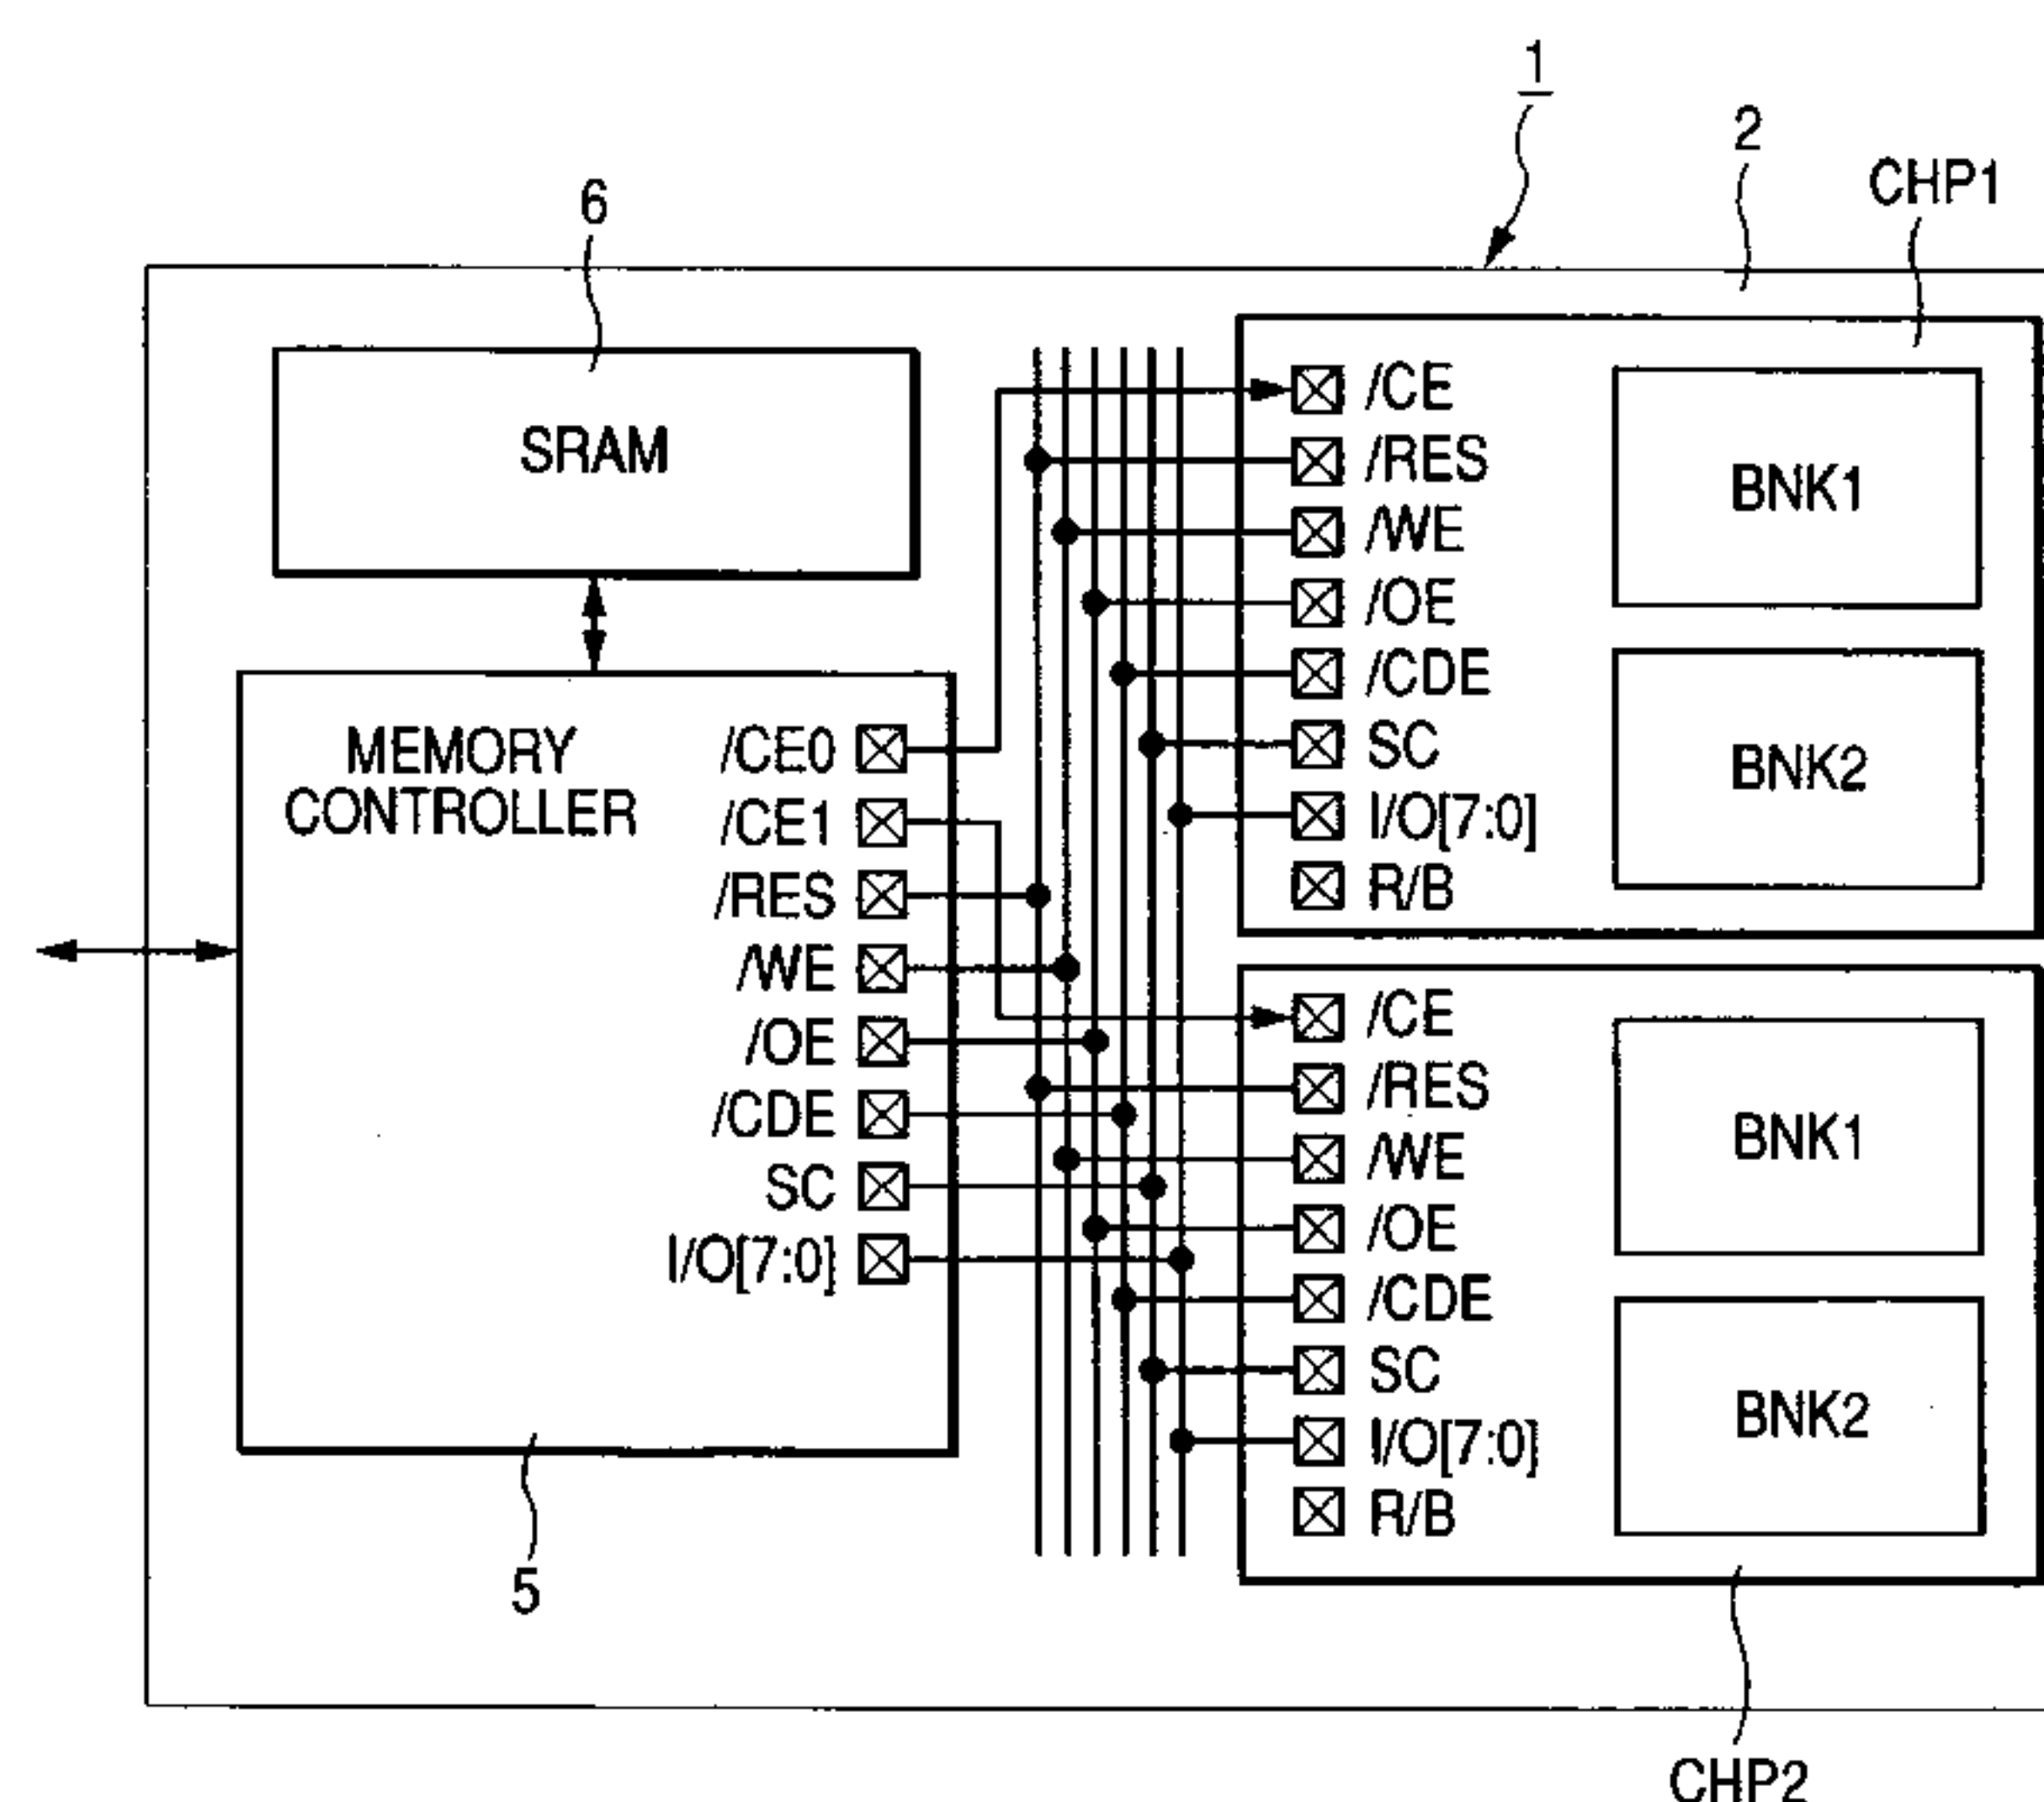 1
2
CHP1
6
SRAM
MEMORY
CONTROLLER
/CE0
/CE1
/RES
/WE
/OE
/CDE
SC
I/O[7:0]
5
/CE
/RES
/WE
/OE
/CDE
SC
I/O[7:0]
R/B
BNK1
BNK2
/CE
/RES
/WE
/OE
/CDE
SC
I/O[7:0]
R/B
BNK1
BNK2
CHP2